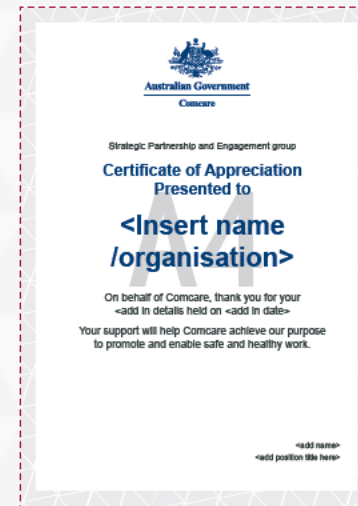 Australian Government
Comcare
Strategic Partnership and Engagement group
Certificate of Appreciation
Presented to
A4
<Insert name
/organisation>
On behalf of Comcare, thank you for your
<add in details held on <add in date>
Your support will help Comcare achieve our purpose
to promote and enable safe and healthy work.
<add name>
<add position title here>